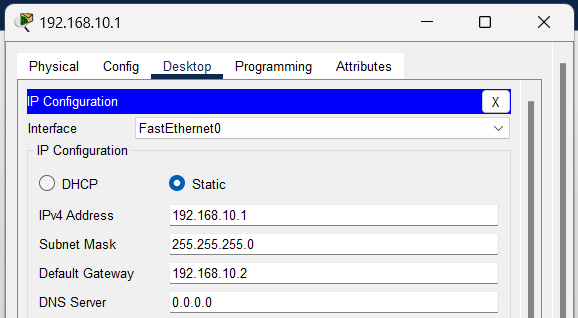 192.168.10.1
Physical Config Desktop Programming Attributes
IP Configuration X
Interface FastEthernet0
IP Configuration
DHCP Static
IPv4 Address 192.168.10.1
Subnet Mask 255.255.255.0
Default Gateway 192.168.10.2
DNS Server 0.0.0.0